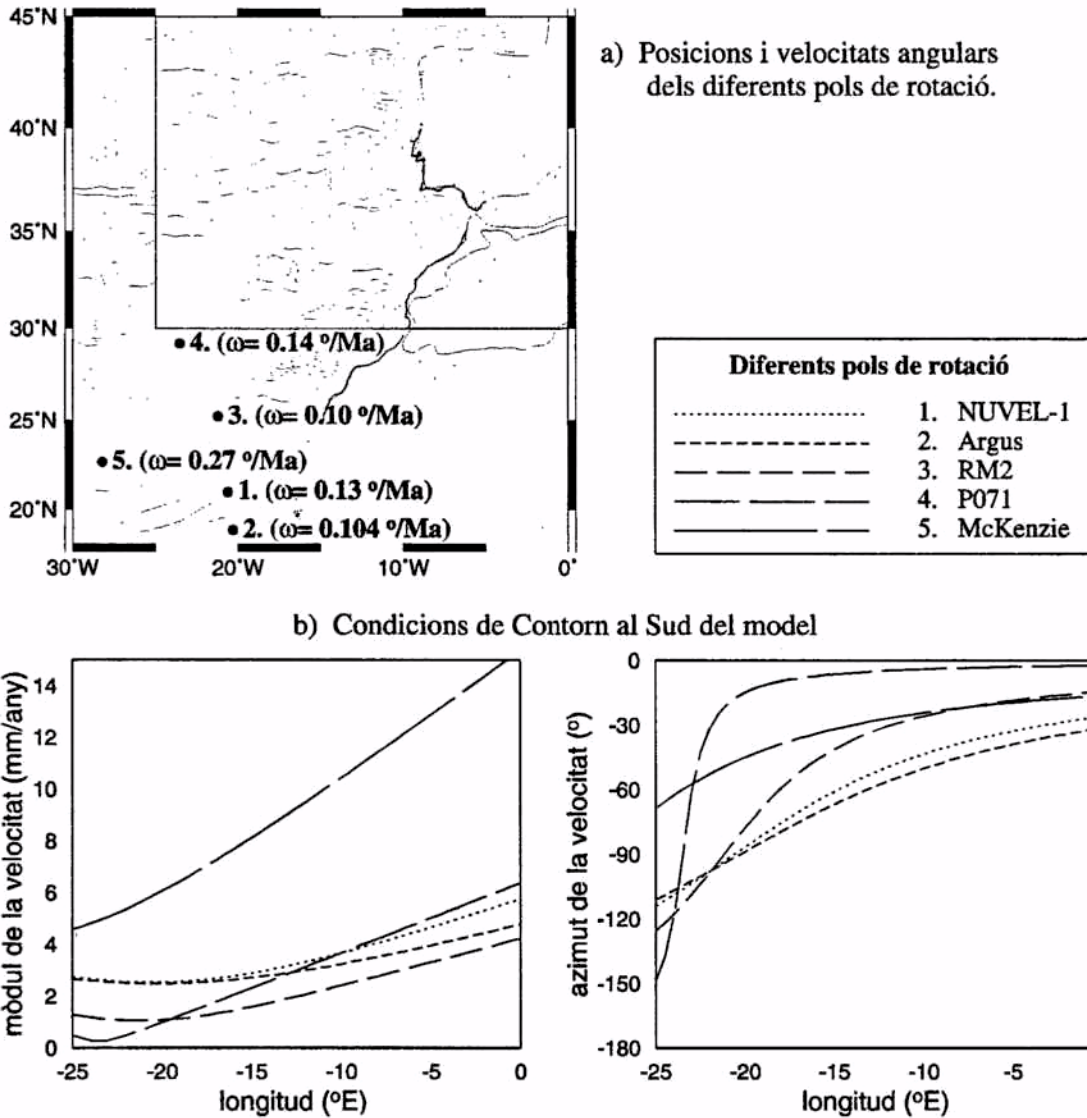 45°N
40°N
35°N
30°N
25°N
20°N
30°W
20°W
10°W
0°
a) Posicions i velocitats angulars
dels diferents pols de rotació.
4. (ω= 0.14 º/Ma)
3. (ω= 0.10 º/Ma)
5. (ω= 0.27 º/Ma)
1. (ω= 0.13 º/Ma)
2. (ω= 0.104 º/Ma)
Diferents pols de rotació
1. NUVEL-1
2. Argus
3. RM2
4. P071
5. McKenzie
b) Condicions de Contorn al Sud del model
mòdul de la velocitat (mm/any)
14
12
10
8
6
4
2
0
-25 -20 -15 -10 -5 0
longitud (ºE)
azimut de la velocitat (º)
0
-30
-60
-90
-120
-150
-180
-25 -20 -15 -10 -5
longitud (ºE)